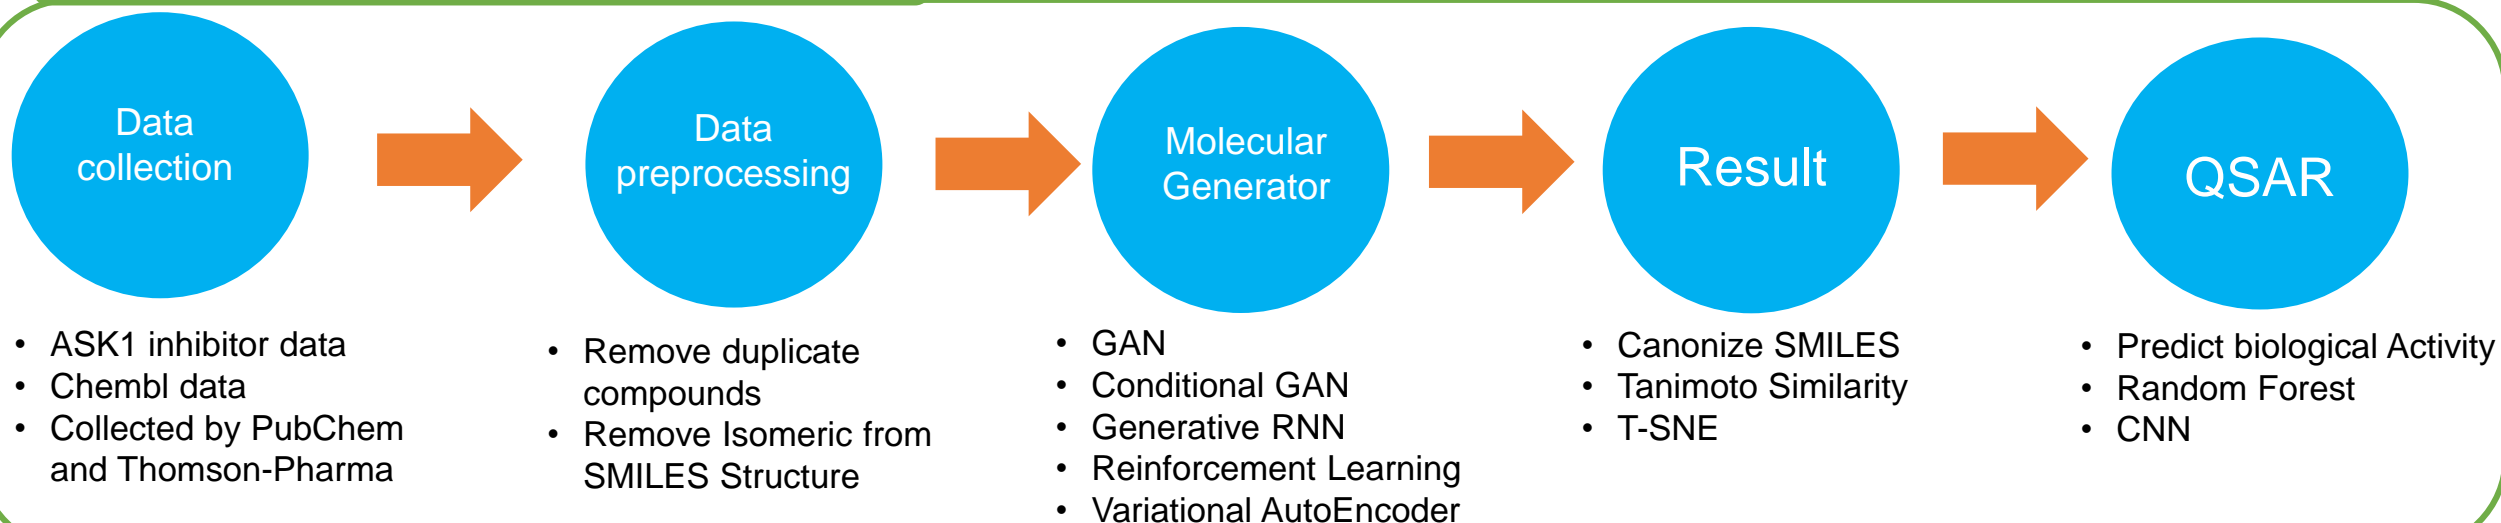 Data
collection
Data
preprocessing
Molecular
Generator
Result
QSAR
• ASK1 inhibitor data
• Chembl data
• Collected by PubChem
and Thomson-Pharma
• Remove duplicate
compounds
• Remove Isomeric from
SMILES Structure
• GAN
• Conditional GAN
• Generative RNN
• Reinforcement Learning
• Variational AutoEncoder
• Canonize SMILES
• Tanimoto Similarity
• T-SNE
• Predict biological Activity
• Random Forest
• CNN